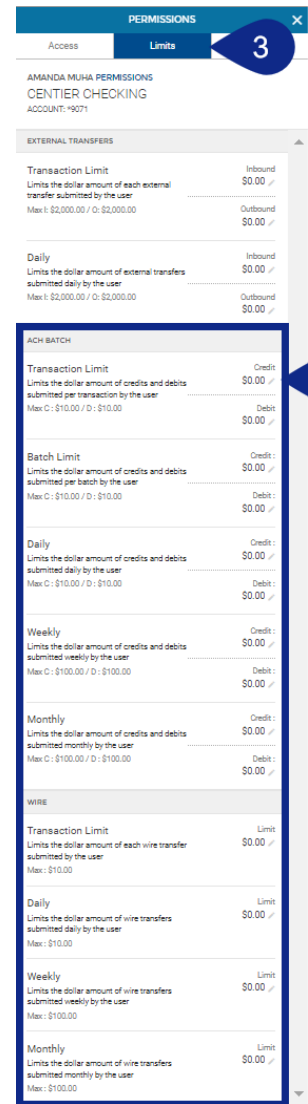 PERMISSIONS ×
Access Limits 3
AMANDA MUHA PERMISSIONS
CENTIER CHECKING
ACCOUNT: *9071
EXTERNAL TRANSFERS
Transaction Limit
Limits the dollar amount of each external
transfer submitted by the user
Max I: $2,000.00 / O: $2,000.00
Inbound
$0.00
Outbound
$0.00
Daily
Limits the dollar amount of external transfers
submitted daily by the user
Max I: $2,000.00 / O: $2,000.00
Inbound
$0.00
Outbound
$0.00
ACH BATCH
Transaction Limit
Limits the dollar amount of credits and debits
submitted per transaction by the user
Max C : $10.00 / D : $10.00
Credit
$0.00
Debit
$0.00
Batch Limit
Limits the dollar amount of credits and debits
submitted per batch by the user
Max C : $10.00 / D : $10.00
Credit :
$0.00
Debit :
$0.00
Daily
Limits the dollar amount of credits and debits
submitted daily by the user
Max C : $10.00 / D : $10.00
Credit :
$0.00
Debit :
$0.00
Weekly
Limits the dollar amount of credits and debits
submitted weekly by the user
Max C : $100.00 / D : $100.00
Credit :
$0.00
Debit :
$0.00
Monthly
Limits the dollar amount of credits and debits
submitted monthly by the user
Max C : $100.00 / D : $100.00
Credit :
$0.00
Debit :
$0.00
WIRE
Transaction Limit
Limits the dollar amount of each wire transfer
submitted by the user
Max : $10.00
Limit
$0.00
Daily
Limits the dollar amount of wire transfers
submitted daily by the user
Max : $10.00
Limit
$0.00
Weekly
Limits the dollar amount of wire transfers
submitted weekly by the user
Max : $100.00
Limit
$0.00
Monthly
Limits the dollar amount of wire transfers
submitted monthly by the user
Max : $100.00
Limit
$0.00